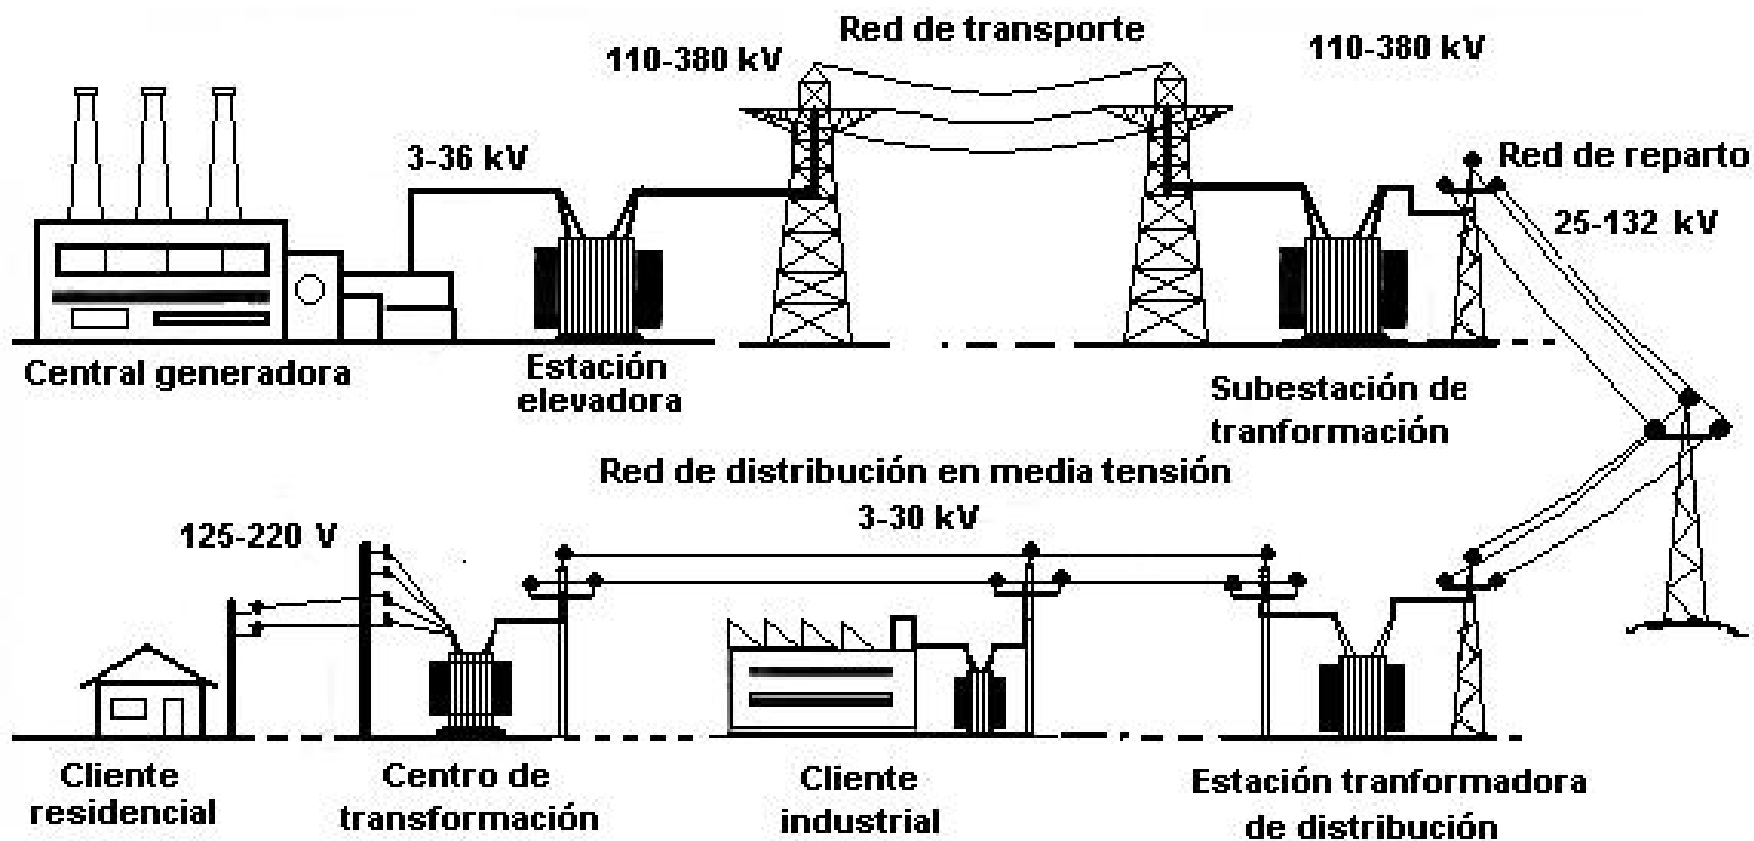 Red de transporte
110-380 kV
110-380 kV
3-36 kV
Red de reparto
25-132 kV
Central generadora
Estación
elevadora
Subestación de
tranformación
Red de distribución en media tensión
3-30 kV
125-220 V
Cliente
residencial
Centro de
transformación
Cliente
industrial
Estación tranformadora
de distribución